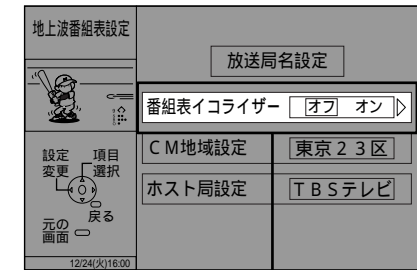 地上波番組表設定
放送局名設定
番組表イコライザー オフ オン
CM地域設定 東京23区
ホスト局設定 TBSテレビ
設定変更
項目選択
戻る
元の画面
12/24(火)16:00